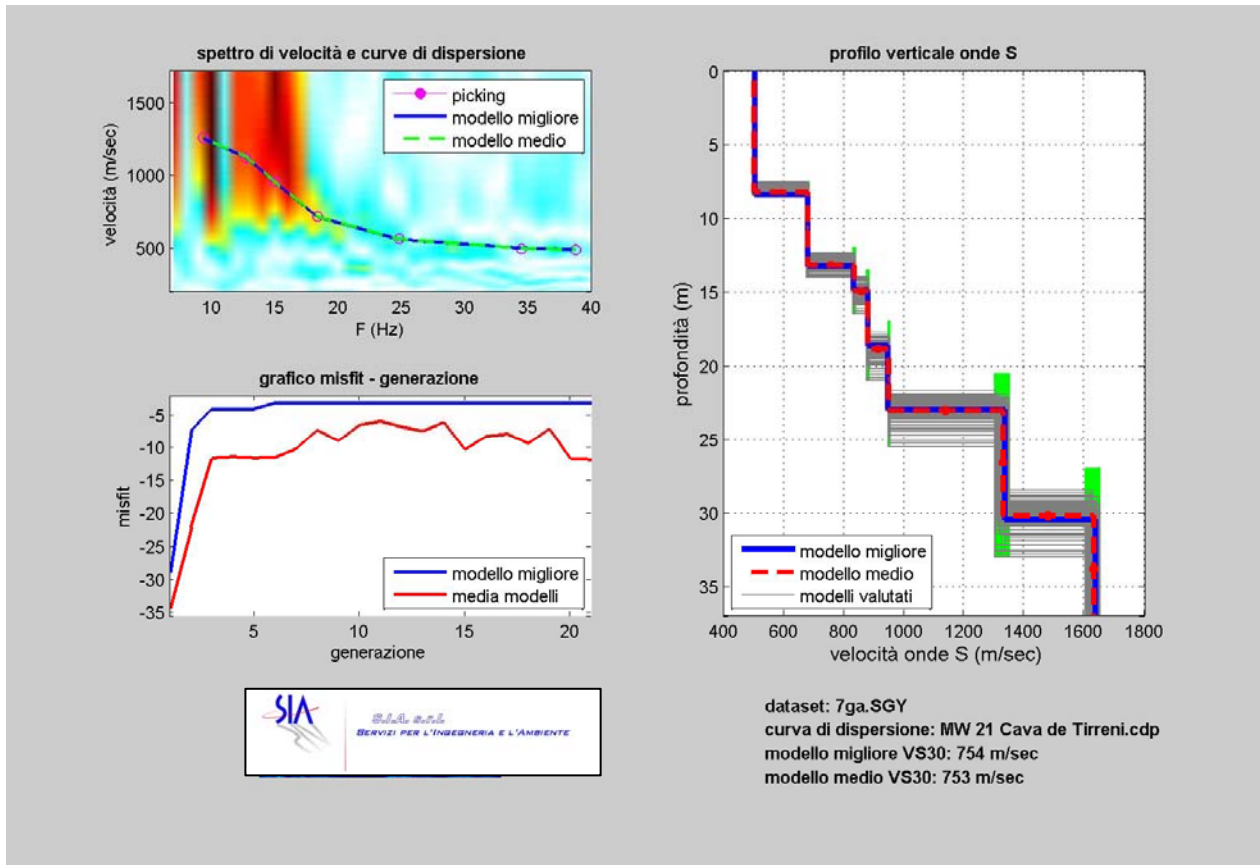 spettro di velocità e curve di dispersione
velocità (m/sec)
1500
1000
500
picking
modello migliore
modello medio
10 15 20 25 30 35 40
F (Hz)
grafico misfit - generazione
misfit
-5
-10
-15
-20
-25
-30
-35
modello migliore
media modelli
5 10 15 20
generazione
profilo verticale onde S
profondità (m)
0
5
10
15
20
25
30
35
modello migliore
modello medio
modelli valutati
400 600 800 1000 1200 1400 1600 1800
velocità onde S (m/sec)
SIA
S.I.A. s.r.l.
SERVIZI PER L'INGEGNERIA E L'AMBIENTE
dataset: 7ga.SGY
curva di dispersione: MW 21 Cava de Tirreni.cdp
modello migliore VS30: 754 m/sec
modello medio VS30: 753 m/sec